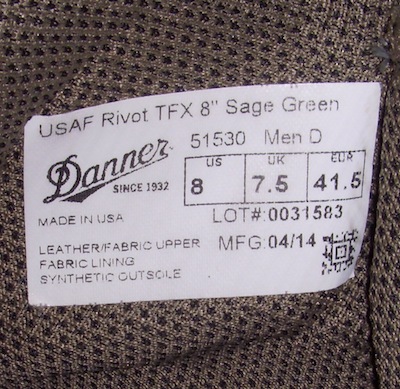 USAF Rivot TFX 8" Sage Green
51530 Men D
Danner
SINCE 1932
US UK EUR
8 7.5 41.5
MADE IN USA
LOT#:0031583
LEATHER/FABRIC UPPER
MFG:04/14
FABRIC LINING
SYNTHETIC OUTSOLE